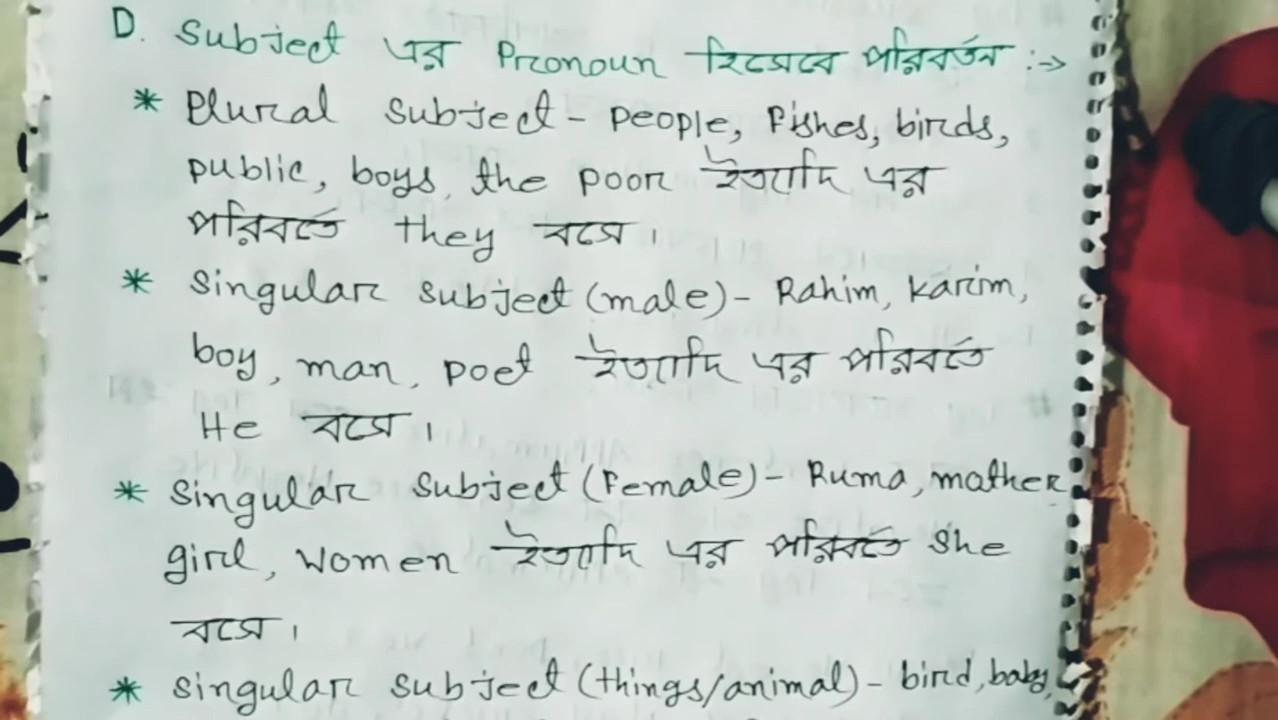 D. Subject এর Pronoun হিসেবে পরিবর্তন :→
* Plural subject - people, Fishes, birds,
public, boys, the poor ইত্যাদি এর
পরিবর্তে they বসে।
* Singular subject (male) - Rahim, Karim,
boy, man, poet ইত্যাদি এর পরিবর্তে
He বসে।
* Singular subject (Female) - Ruma, mather
girl, women ইত্যাদি এর পরিবর্তে She
বসে।
* Singular subject (things/animal) - bird, baby,